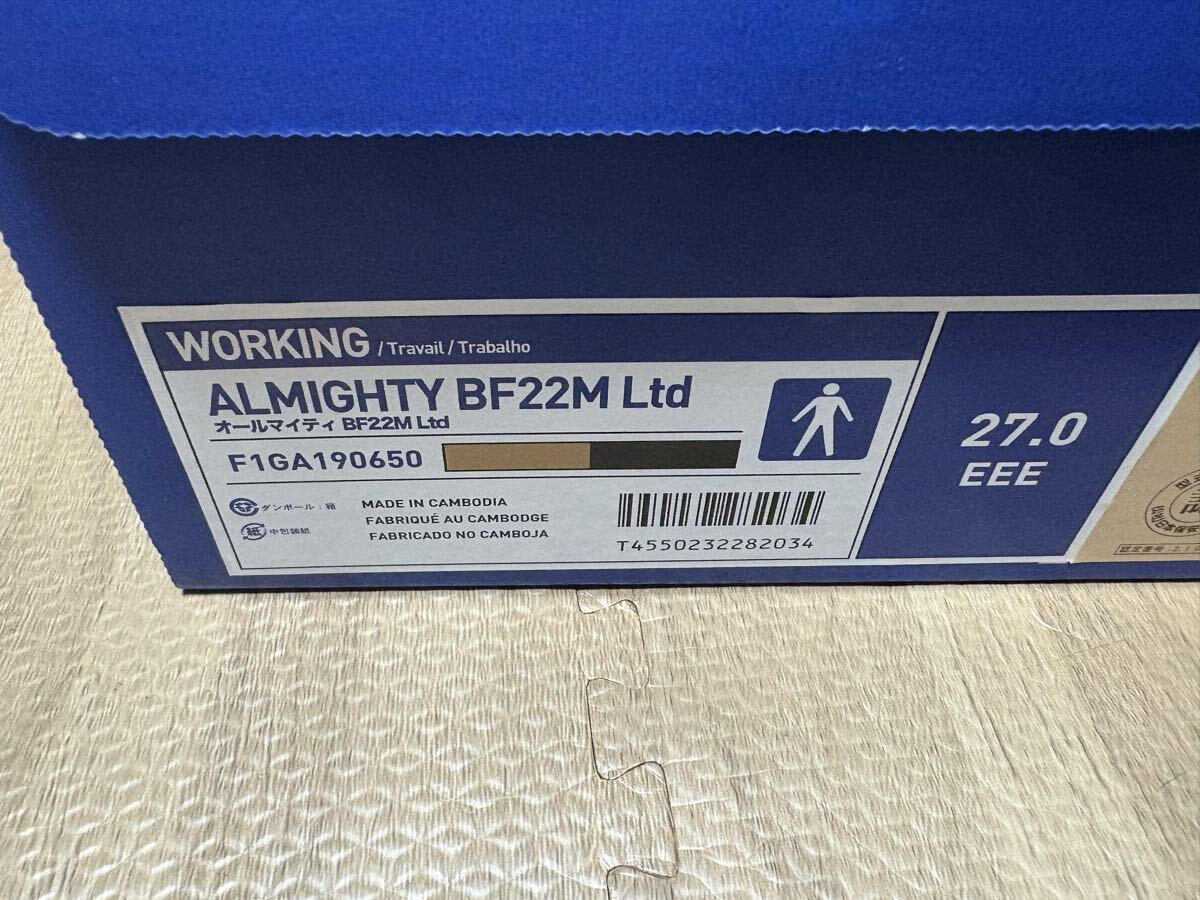 WORKING / Travail / Trabalho
ALMIGHTY BF22M Ltd
オールマイティ BF22M Ltd
F1GA190650
ダンボール：箱
紙 中包装紙
MADE IN CAMBODIA
FABRIQUÉ AU CAMBODGE
FABRICADO NO CAMBOJA
T4550232282034
27.0
EEE